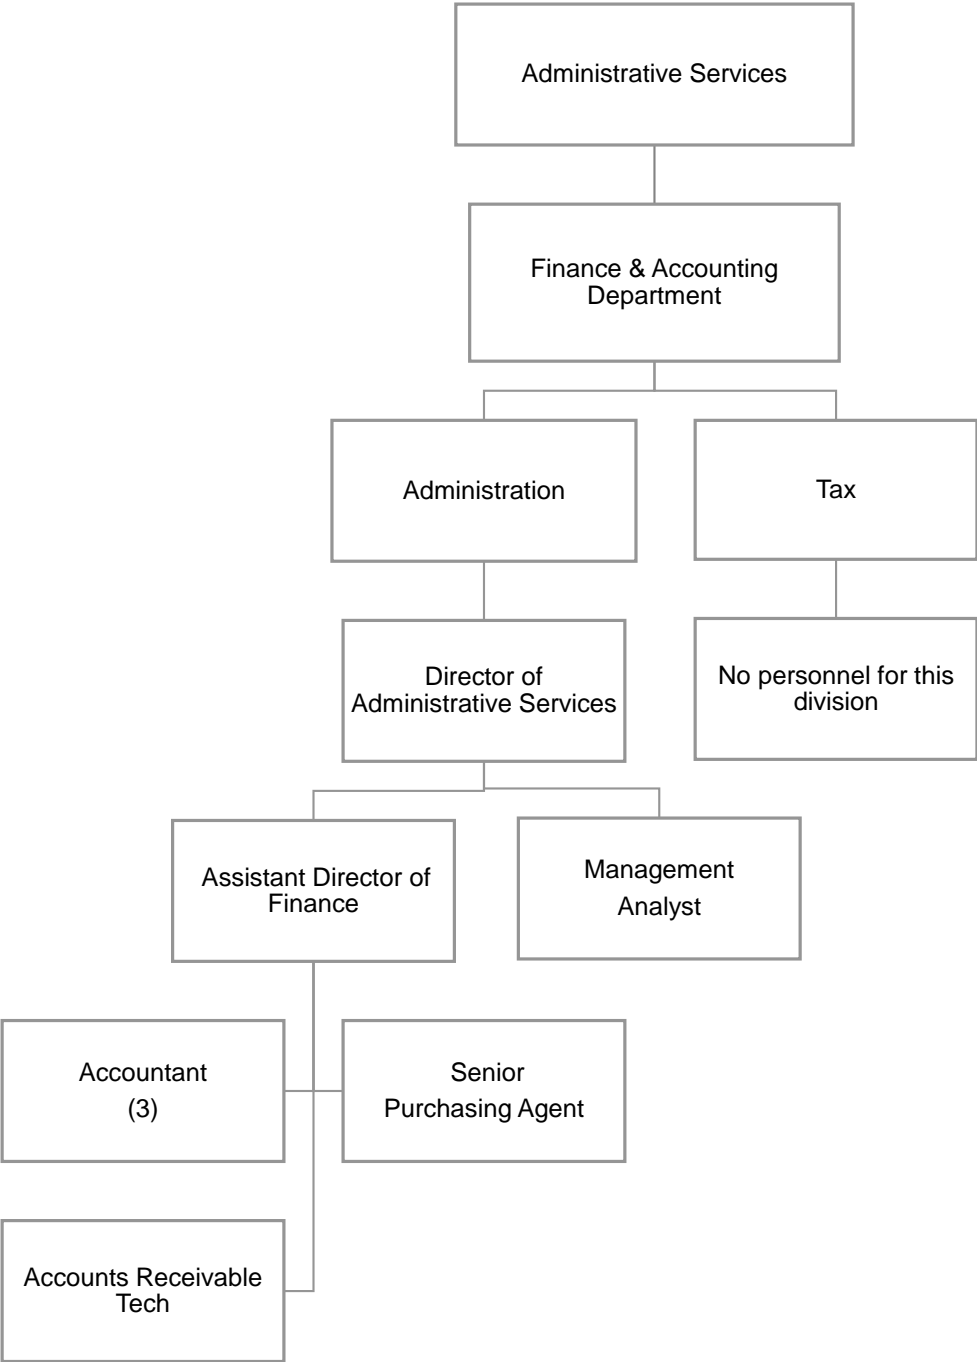 Administrative Services
Finance & Accounting
Department
Administration
Tax
Director of
Administrative Services
No personnel for this
division
Assistant Director of
Finance
Management
Analyst
Accountant
(3)
Senior
Purchasing Agent
Accounts Receivable
Tech